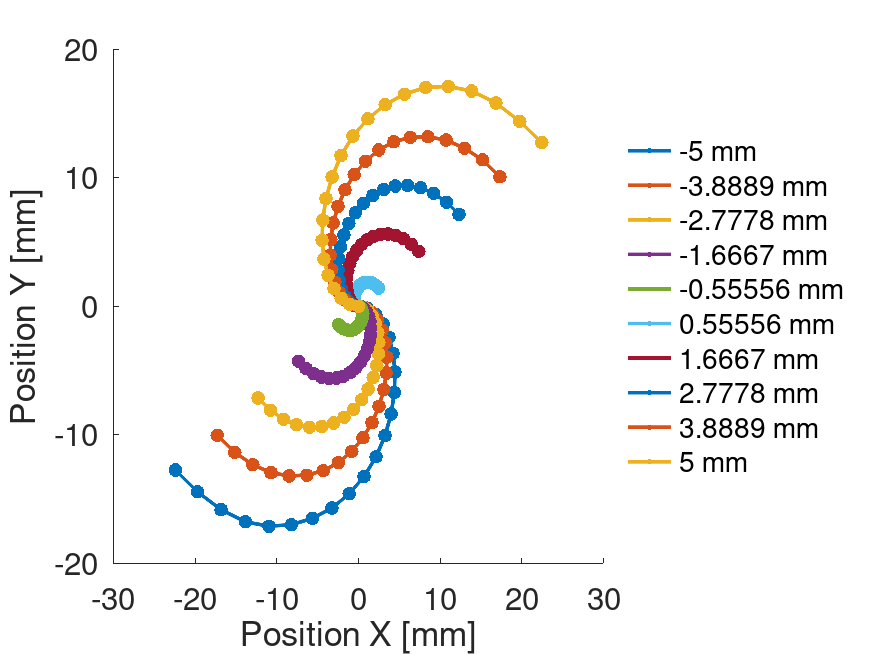 20
10
0
-10
-20
Position Y [mm]
-30
-20
-10
0
10
20
30
Position X [mm]
-5 mm
-3.8889 mm
-2.7778 mm
-1.6667 mm
-0.55556 mm
0.55556 mm
1.6667 mm
2.7778 mm
3.8889 mm
5 mm